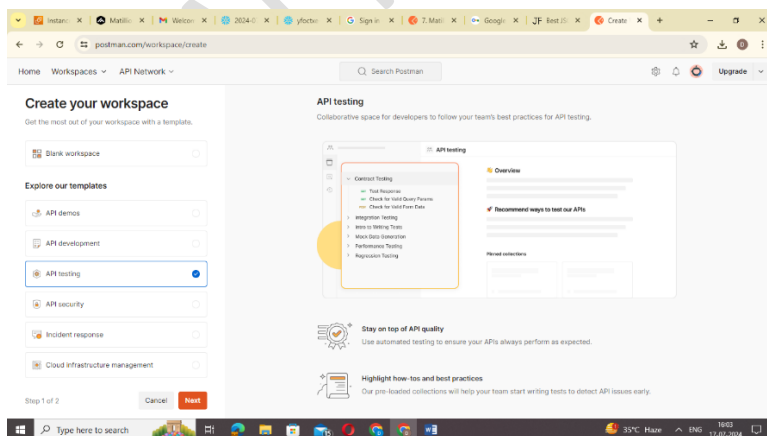 Instanc
Matillio
Welcon
2024-0
yfocter
Sign in
7. Mati
Google
JF Best JS
Create
postman.com/workspace/create
Home Workspaces API Network
Search Postman
Upgrade
Create your workspace
Get the most out of your workspace with a template.
Blank workspace
Explore our templates
API demos
API development
API testing
API security
Incident response
Cloud infrastructure management
Step 1 of 2 Cancel Next
API testing
Collaborative space for developers to follow your team's best practices for API testing.
API testing
Contract Testing
Test Response
Check for Valid Query Params
Check for Valid Form Data
Integration Testing
Intro to Writing Tests
Mock Data Generation
Performance Testing
Regression Testing
Overview
Recommend ways to test our APIs
Pinned collections
Stay on top of API quality
Use automated testing to ensure your APIs always perform as expected.
Highlight how-tos and best practices
Our pre-loaded collections will help your team start writing tests to detect API issues early.
Type here to search
35°C Haze ENG
16:03
17-07-2024